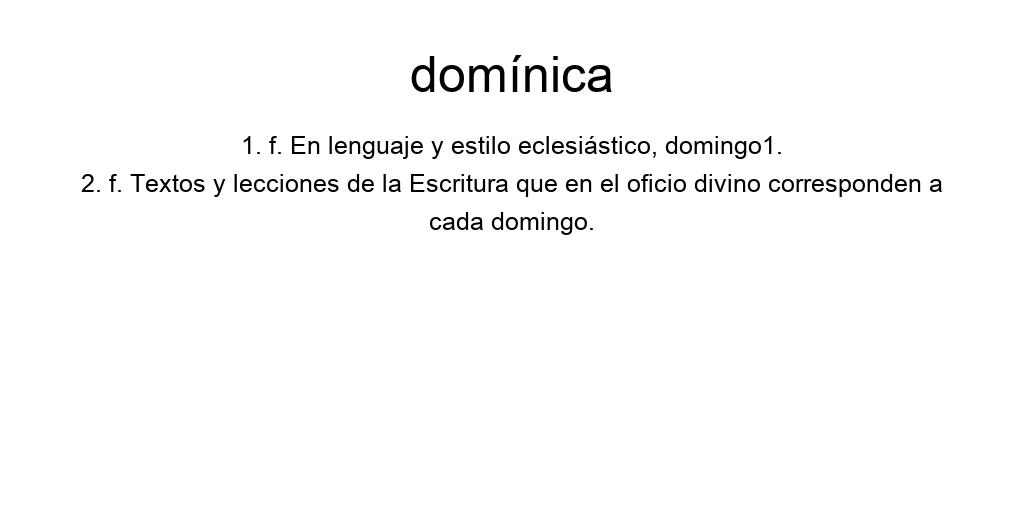 domínica
1. f. En lenguaje y estilo eclesiástico, domingo1.
2. f. Textos y lecciones de la Escritura que en el oficio divino corresponden a
cada domingo.